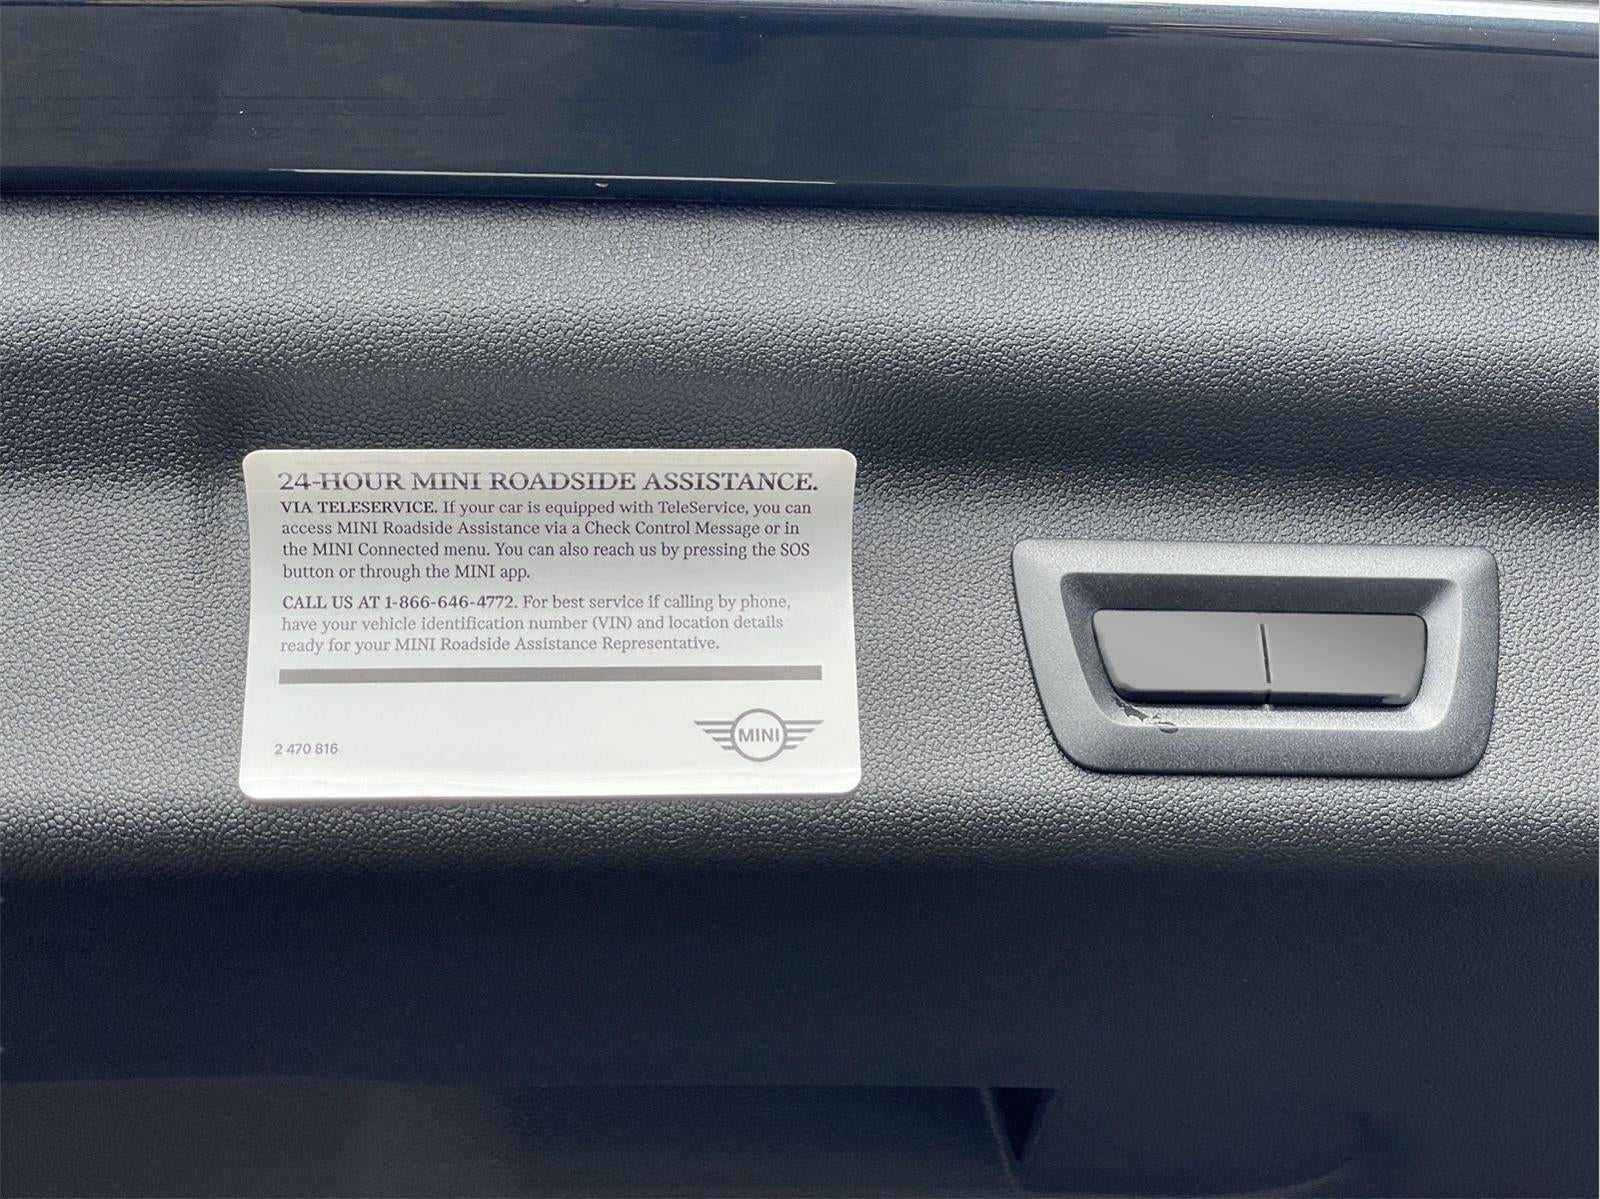 24-HOUR MINI ROADSIDE ASSISTANCE.
VIA TELESERVICE. If your car is equipped with TeleService, you can
access MINI Roadside Assistance via a Check Control Message or in
the MINI Connected menu. You can also reach us by pressing the SOS
button or through the MINI app.
CALL US AT 1-866-646-4772. For best service if calling by phone,
have your vehicle identification number (VIN) and location details
ready for your MINI Roadside Assistance Representative.
MINI
2 470 816